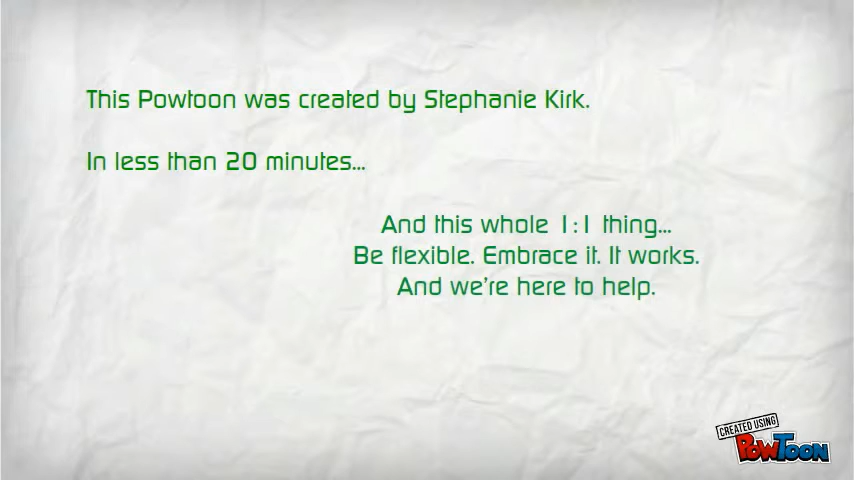 This Powtoon was created by Stephanie Kirk.
In less than 20 minutes...
And this whole 1:1 thing...
Be flexible. Embrace it. It works.
And we're here to help.
CREATED USING
POWTOON